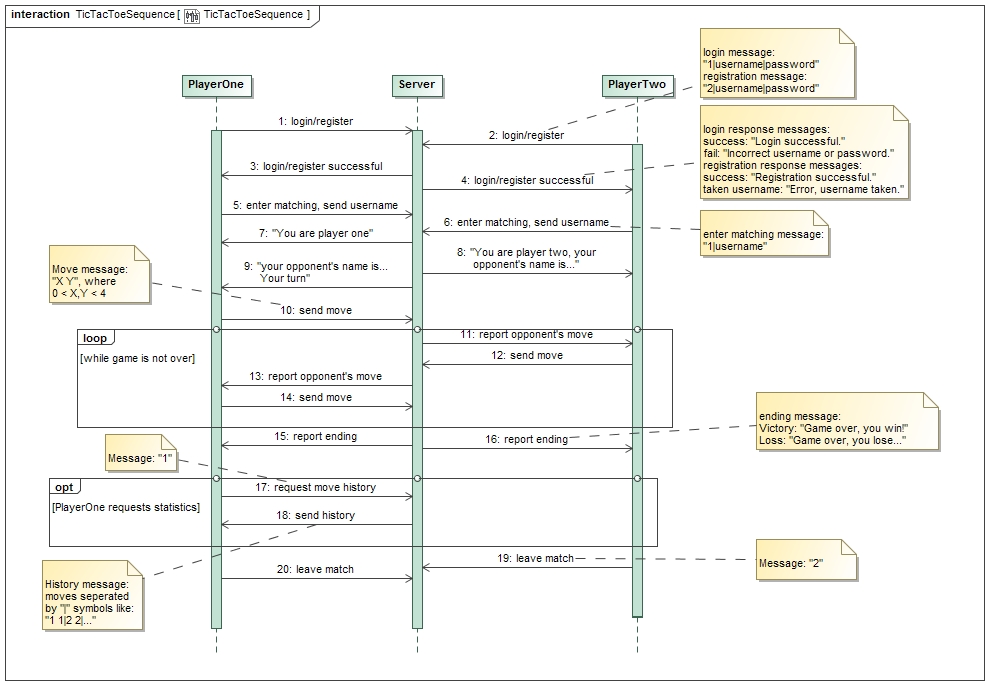 interaction TicTacToeSequence [ TicTacToeSequence ]
login message:
"1|username|password"
registration message:
"2|username|password"
PlayerOne
Server
PlayerTwo
login response messages:
success: "Login successful."
fail: "Incorrect username or password."
registration response messages:
success: "Registration successful."
taken username: "Error, username taken."
1: login/register
2: login/register
3: login/register successful
4: login/register successful
5: enter matching, send username
6: enter matching, send username
enter matching message:
"1|username"
7: "You are player one"
8: "You are player two, your
opponent's name is..."
9: "your opponent's name is...
Your turn"
Move message:
"X Y", where
0 < X,Y < 4
10: send move
loop
[while game is not over]
11: report opponent's move
12: send move
13: report opponent's move
14: send move
15: report ending
16: report ending
ending message:
Victory: "Game over, you win!"
Loss: "Game over, you lose..."
Message: "1"
opt
[PlayerOne requests statistics]
17: request move history
18: send history
19: leave match
Message: "2"
20: leave match
History message:
moves seperated
by "|" symbols like:
"1 1|2 2|..."